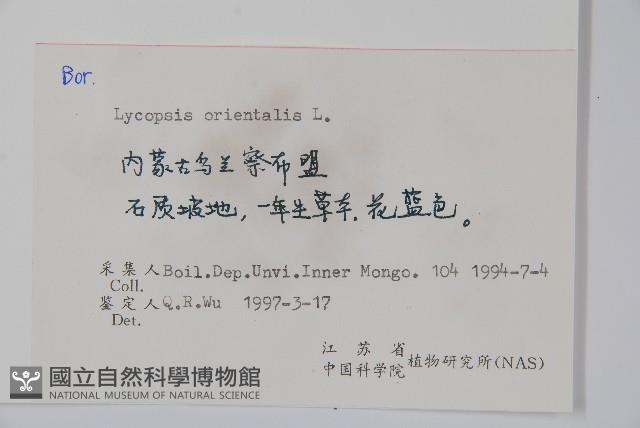 Bor.
Lycopsis orientalis L.
内蒙古乌兰察布盟
石质坡地，一年生草本.花蓝色。
采集人Boil.Dep.Unvi.Inner Mongo. 104 1994-7-4
Coll.
鉴定人Q.R.Wu 1997-3-17
Det.
江苏省
中国科学院 植物研究所(NAS)
國立自然科學博物館
NATIONAL MUSEUM OF NATURAL SCIENCE